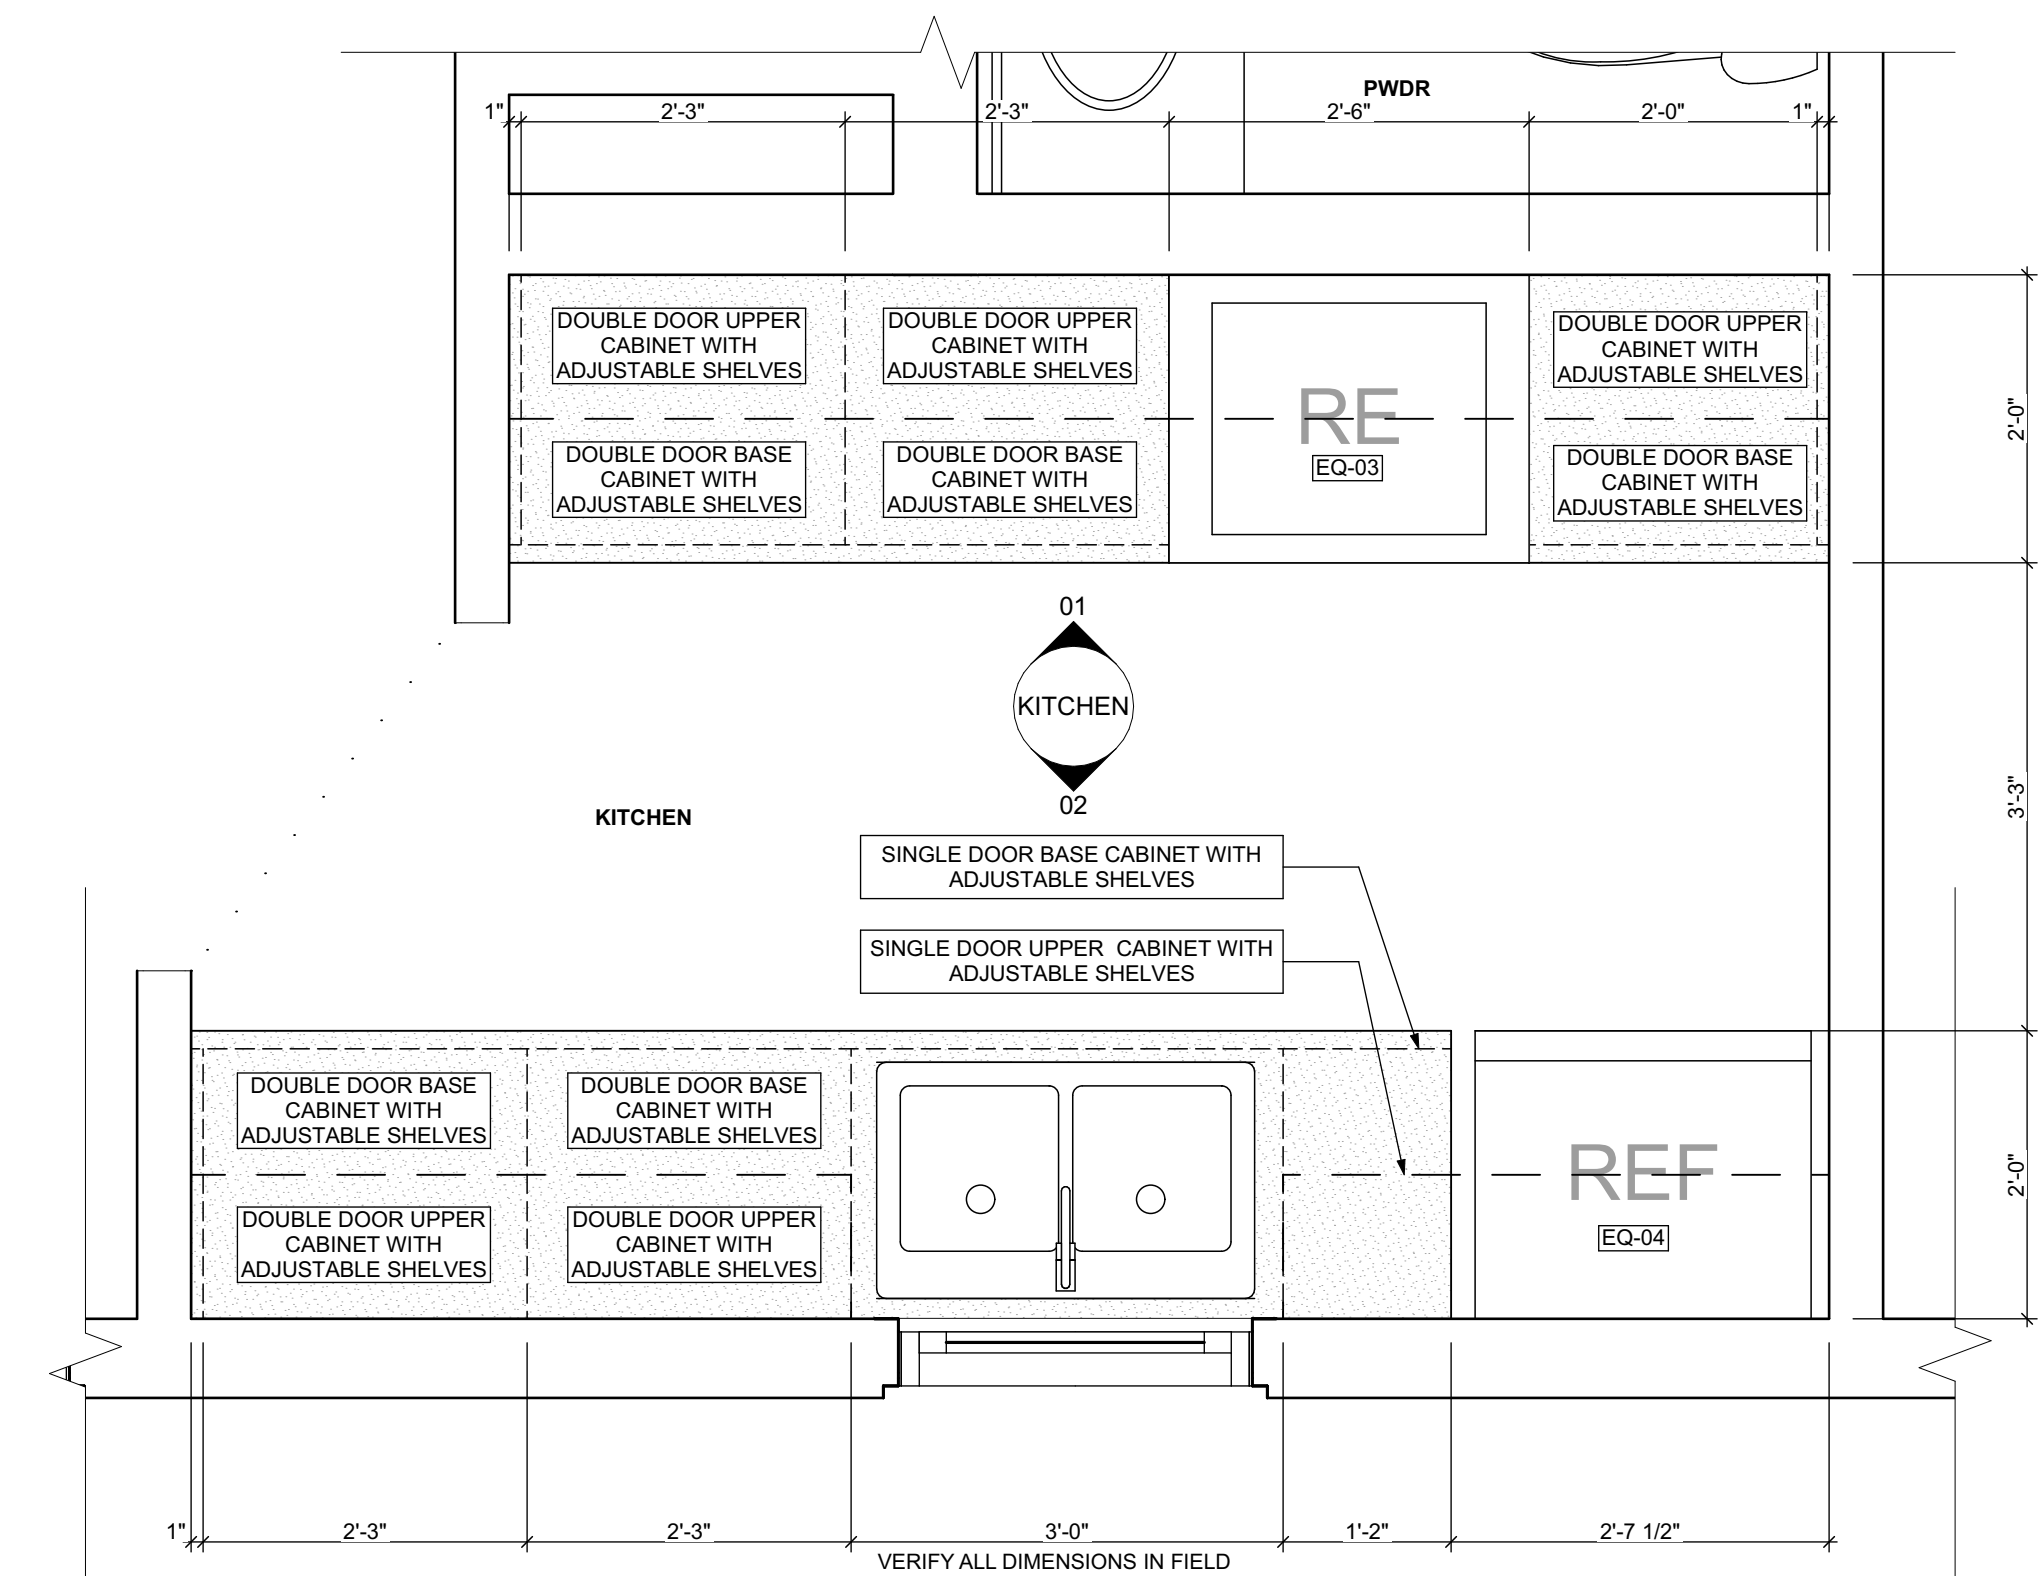 PWDR
1" 2'-3" 2'-3" 2'-6" 2'-0" 1"
DOUBLE DOOR UPPER
CABINET WITH
ADJUSTABLE SHELVES
DOUBLE DOOR UPPER
CABINET WITH
ADJUSTABLE SHELVES
DOUBLE DOOR UPPER
CABINET WITH
ADJUSTABLE SHELVES
RE
EQ-03
DOUBLE DOOR BASE
CABINET WITH
ADJUSTABLE SHELVES
DOUBLE DOOR BASE
CABINET WITH
ADJUSTABLE SHELVES
DOUBLE DOOR BASE
CABINET WITH
ADJUSTABLE SHELVES
2'-0"
01
KITCHEN
02
3'-3"
KITCHEN
SINGLE DOOR BASE CABINET WITH
ADJUSTABLE SHELVES
SINGLE DOOR UPPER CABINET WITH
ADJUSTABLE SHELVES
DOUBLE DOOR BASE
CABINET WITH
ADJUSTABLE SHELVES
DOUBLE DOOR BASE
CABINET WITH
ADJUSTABLE SHELVES
REF
EQ-04
2'-0"
DOUBLE DOOR UPPER
CABINET WITH
ADJUSTABLE SHELVES
DOUBLE DOOR UPPER
CABINET WITH
ADJUSTABLE SHELVES
1" 2'-3" 2'-3" 3'-0" 1'-2" 2'-7 1/2"
VERIFY ALL DIMENSIONS IN FIELD